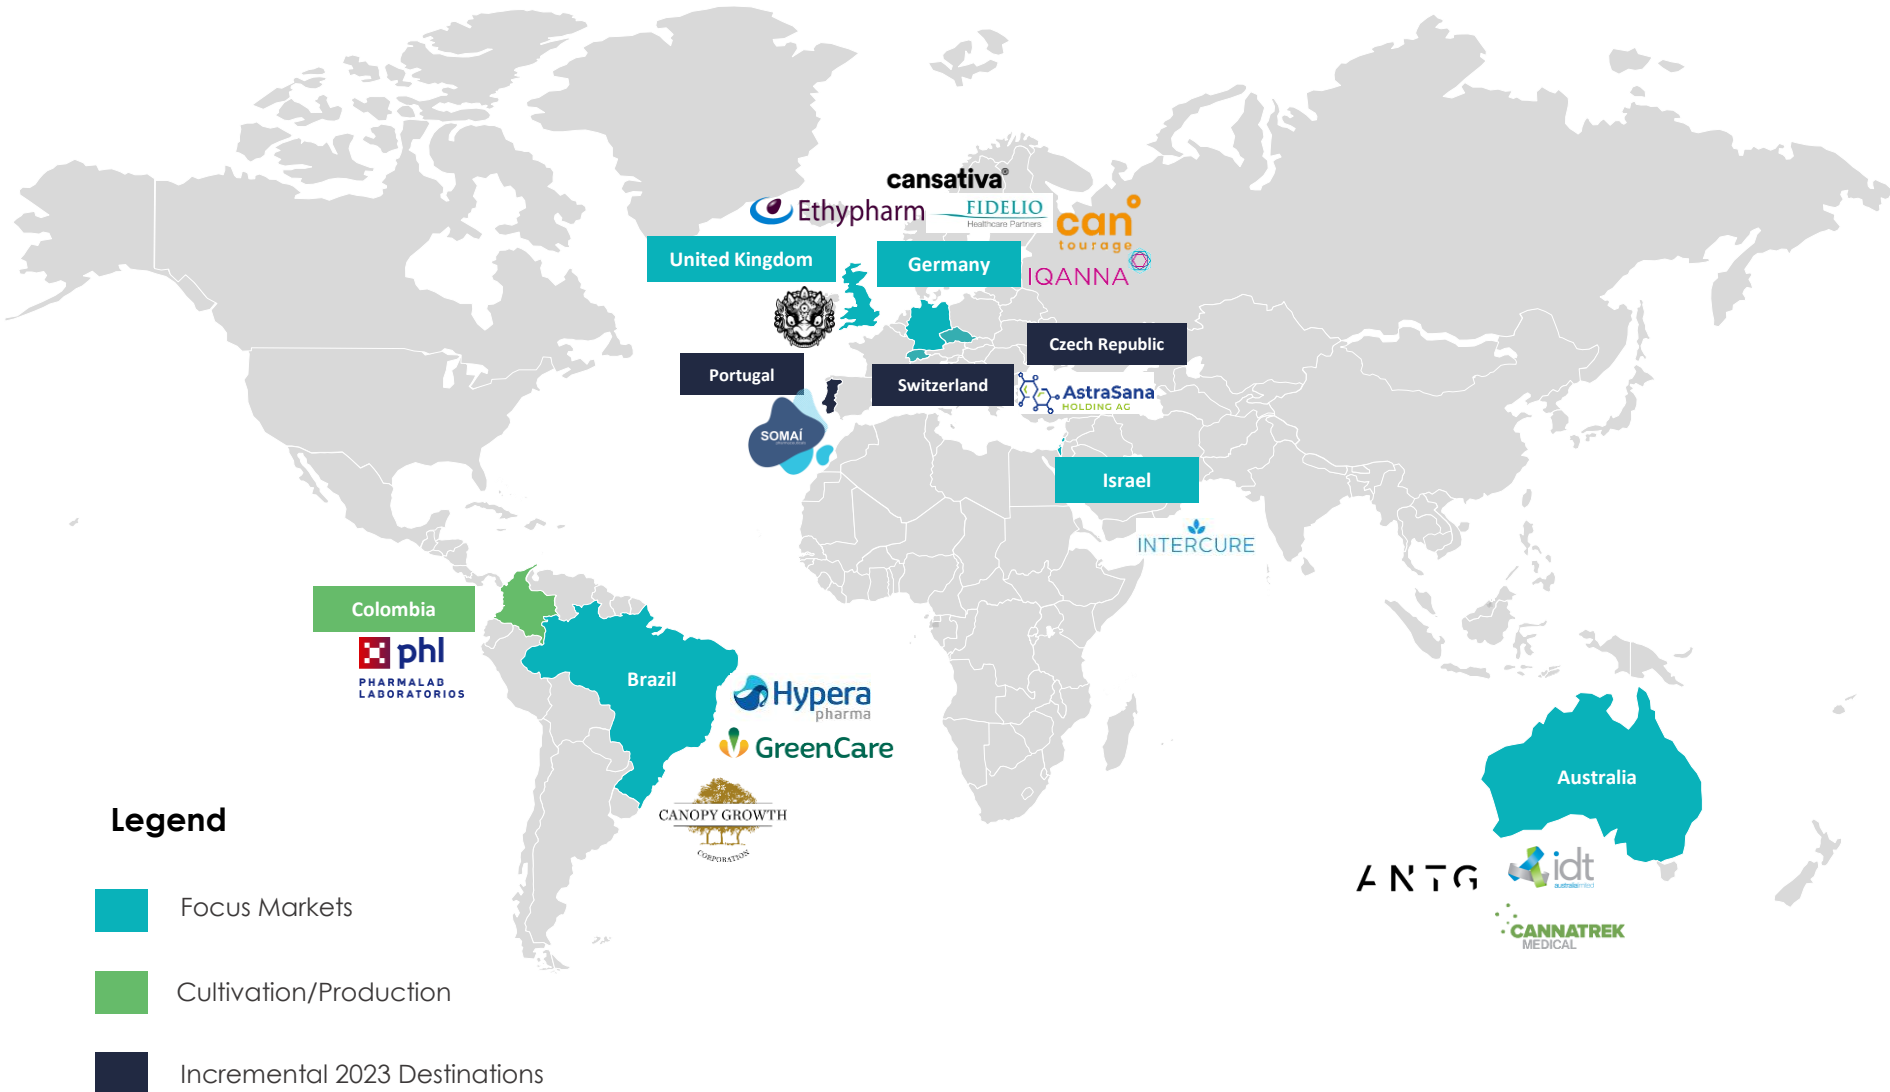 cansativa®
Ethypharm
FIDELIO
Healthcare Partners
can
tourage
United Kingdom
Germany
IQANNA
Czech Republic
Portugal
Switzerland
AstraSana
HOLDING AG
SOMAÍ
Israel
INTERCURE
Colombia
phl
PHARMALAB
LABORATORIOS
Brazil
Hypera
pharma
GreenCare
CANOPY GROWTH
CORPORATION
Australia
ANTG
idt
australia limited
CANNATREK
MEDICAL
Legend
Focus Markets
Cultivation/Production
Incremental 2023 Destinations